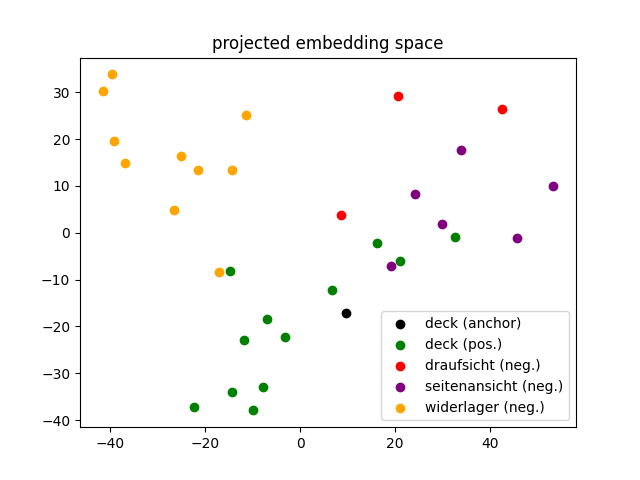 projected embedding space
30
20
10
0
−10
−20
−30
−40
−40
−20
0
20
40
deck (anchor)
deck (pos.)
draufsicht (neg.)
seitenansicht (neg.)
widerlager (neg.)